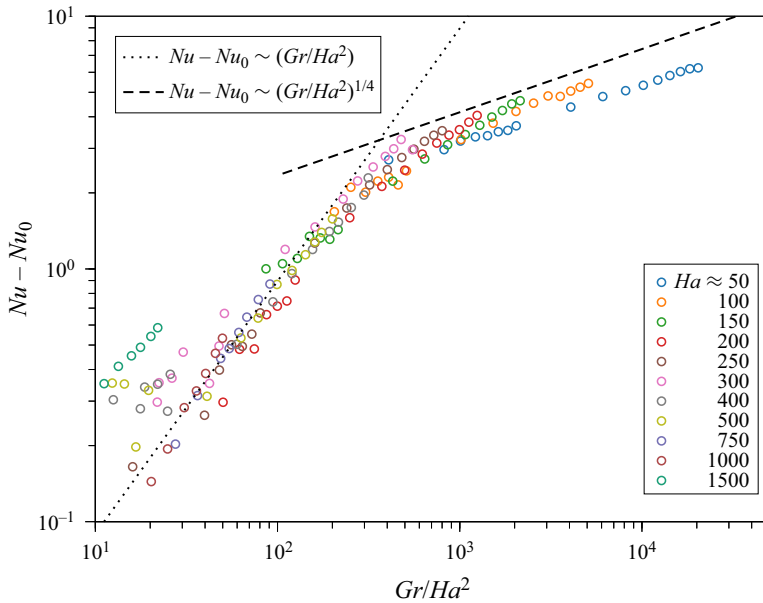 10¹
Nu – Nu₀ ~ (Gr/Ha²)
Nu – Nu₀ ~ (Gr/Ha²)¹/⁴
Nu – Nu₀
10⁰
Ha ≈ 50
100
150
200
250
300
400
500
750
1000
1500
10⁻¹
10¹ 10² 10³ 10⁴
Gr/Ha²